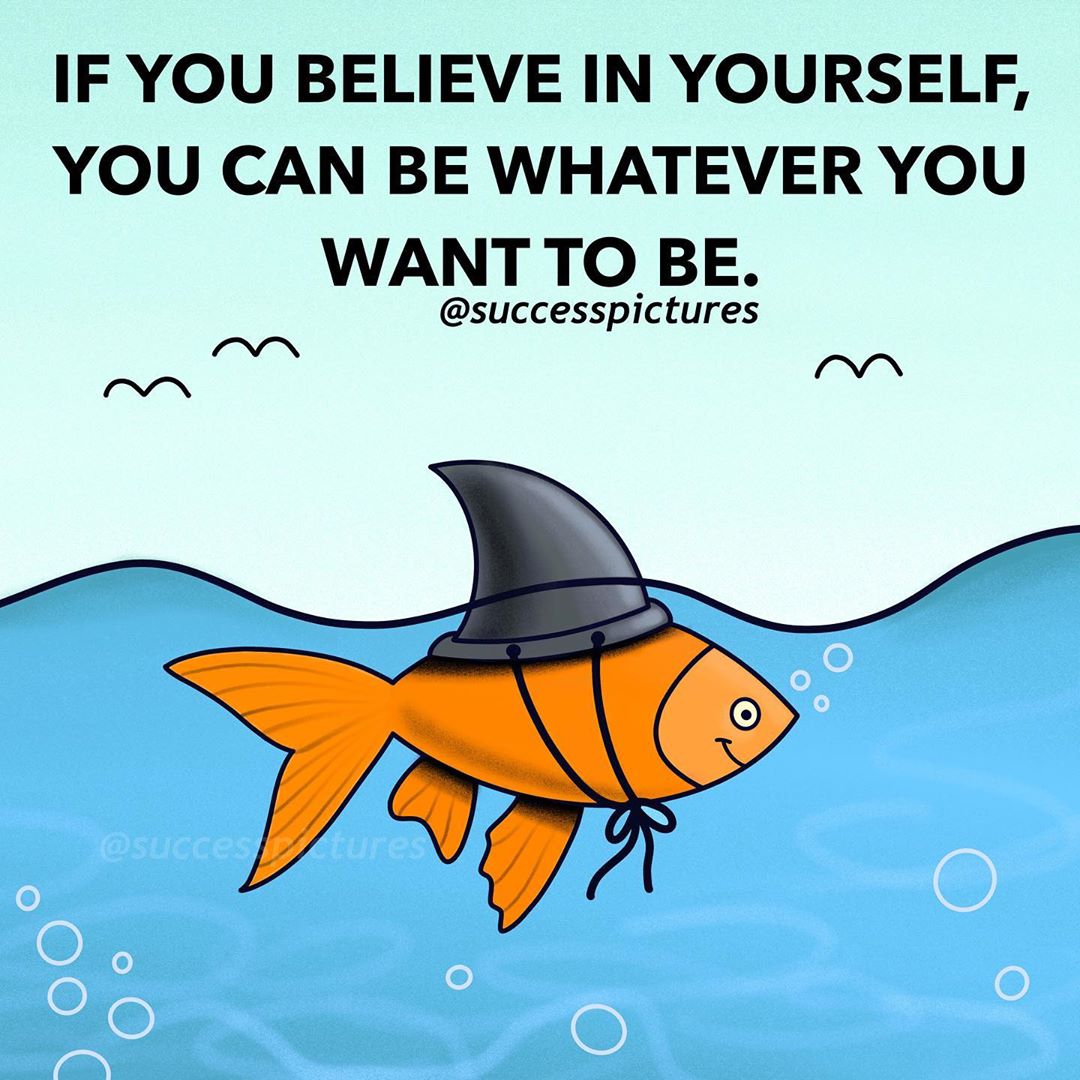 IF YOU BELIEVE IN YOURSELF,
YOU CAN BE WHATEVER YOU
WANT TO BE.
@successpictures
@successpictures